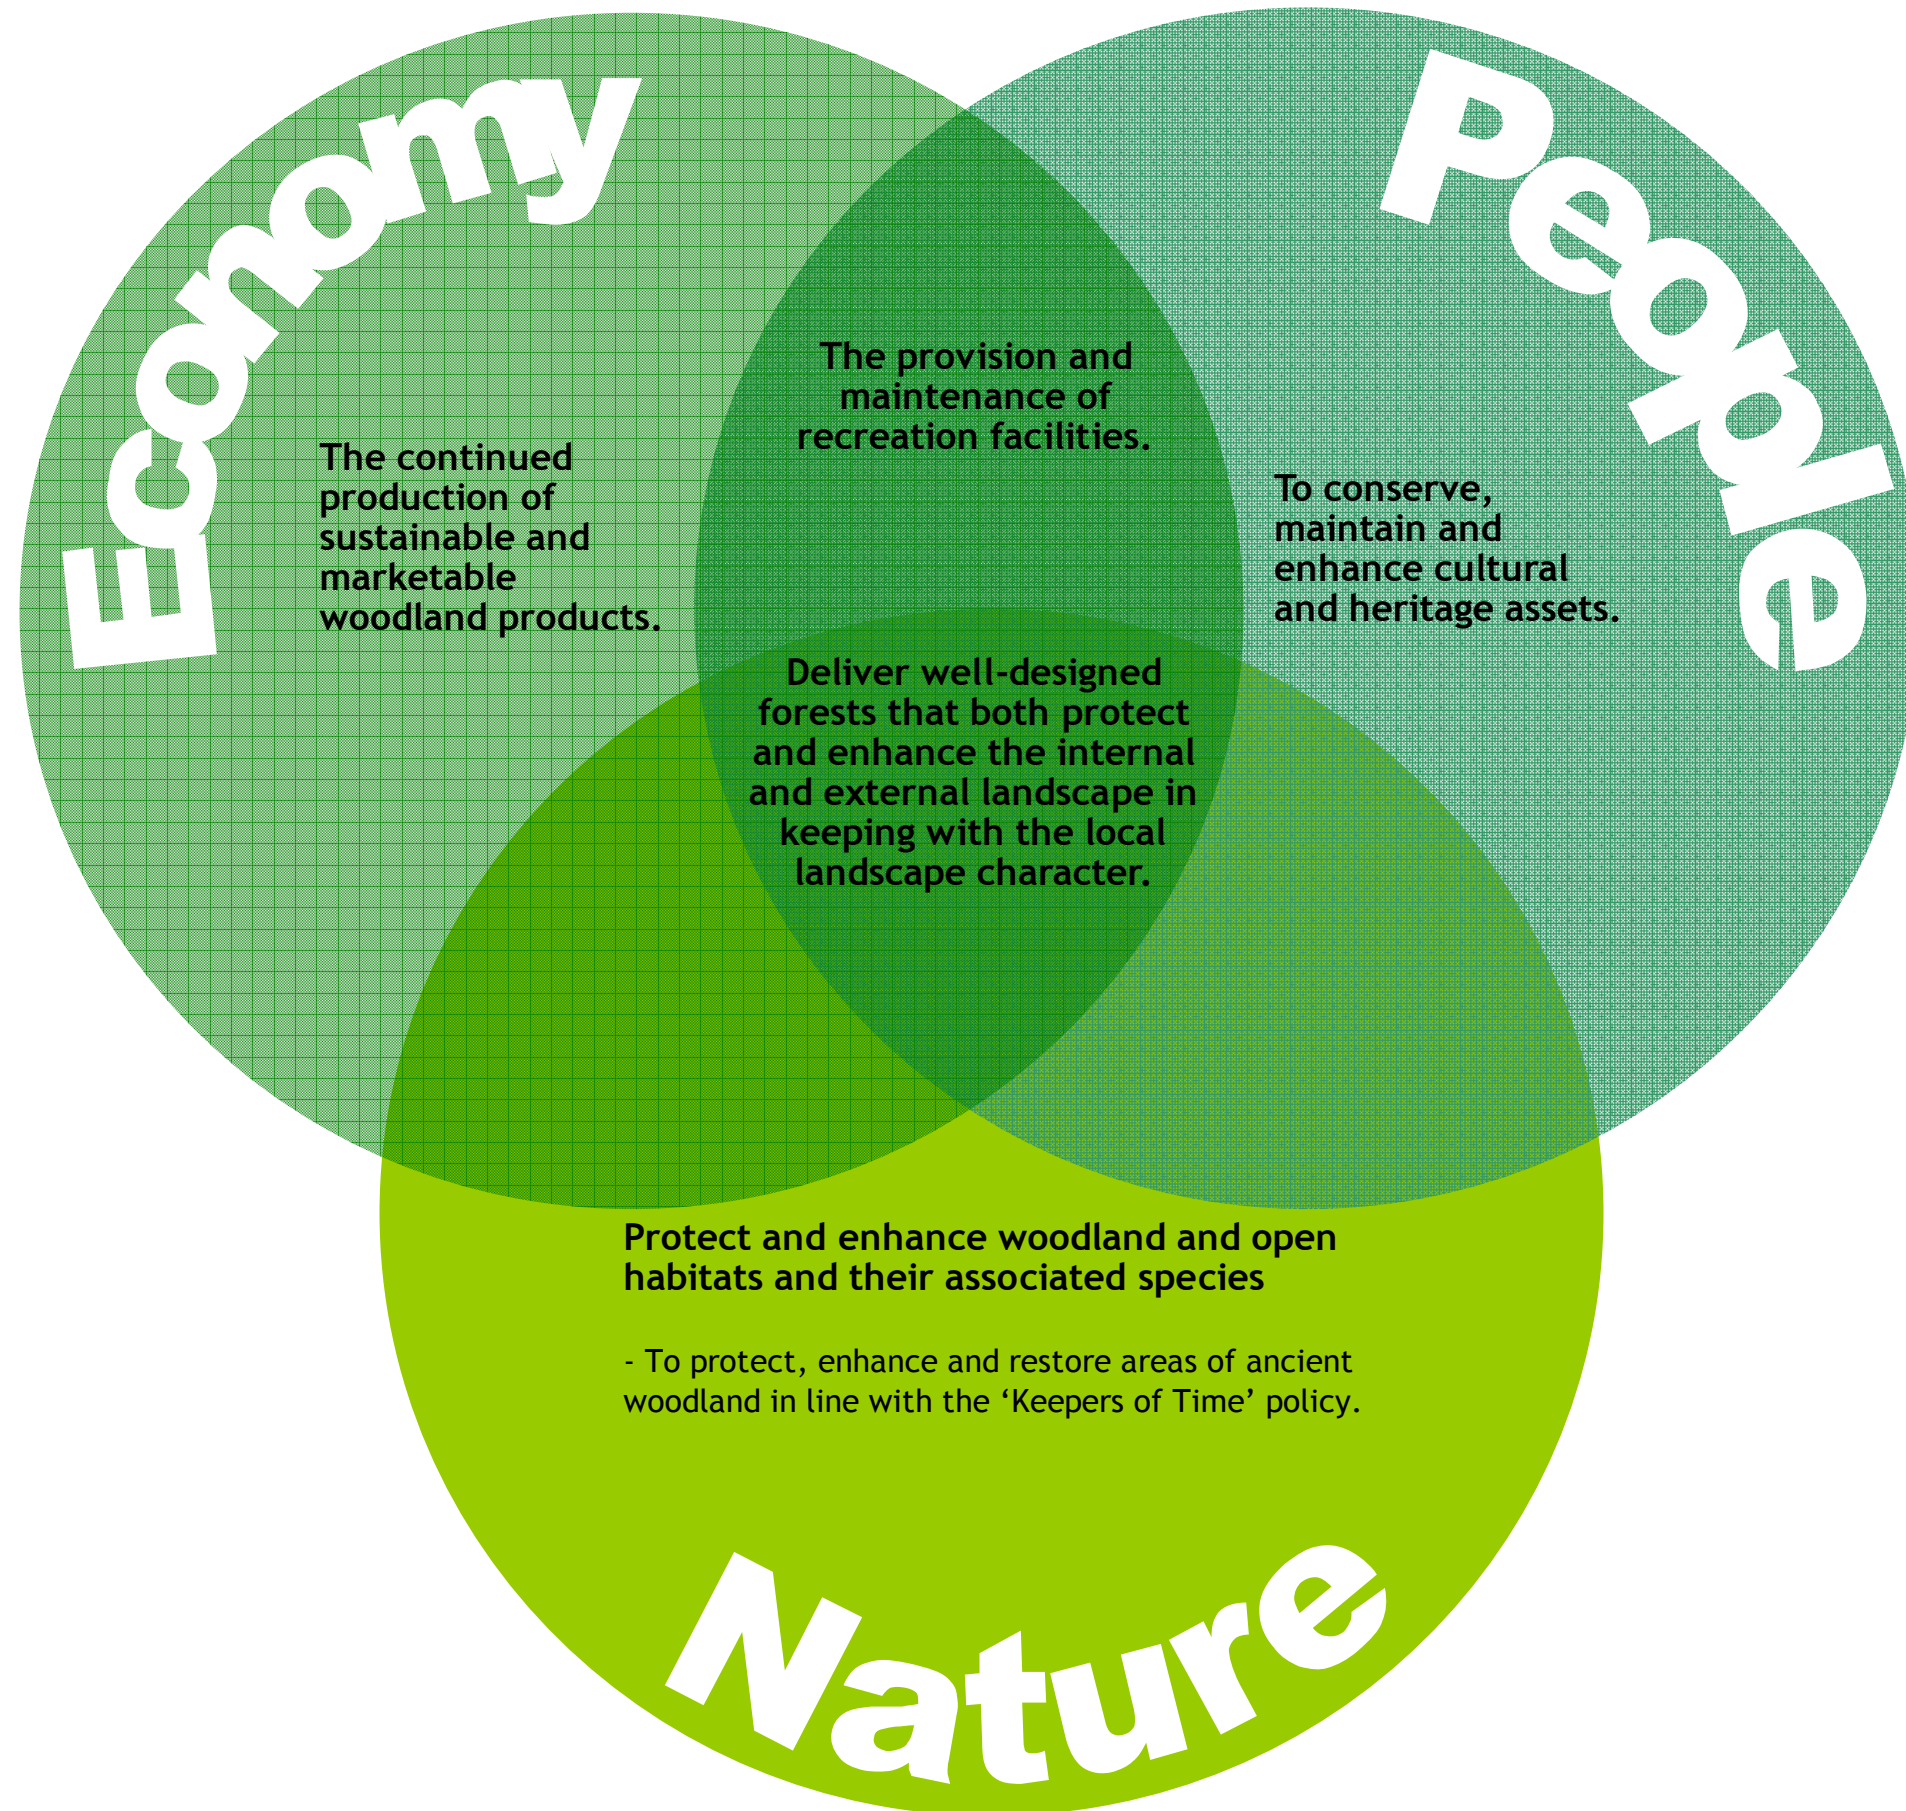 Economy
People
The provision and
maintenance of
recreation facilities.
The continued
production of
sustainable and
marketable
woodland products.
To conserve,
maintain and
enhance cultural
and heritage assets.
Deliver well-designed
forests that both protect
and enhance the internal
and external landscape in
keeping with the local
landscape character.
Protect and enhance woodland and open
habitats and their associated species
- To protect, enhance and restore areas of ancient
woodland in line with the ‘Keepers of Time’ policy.
Nature